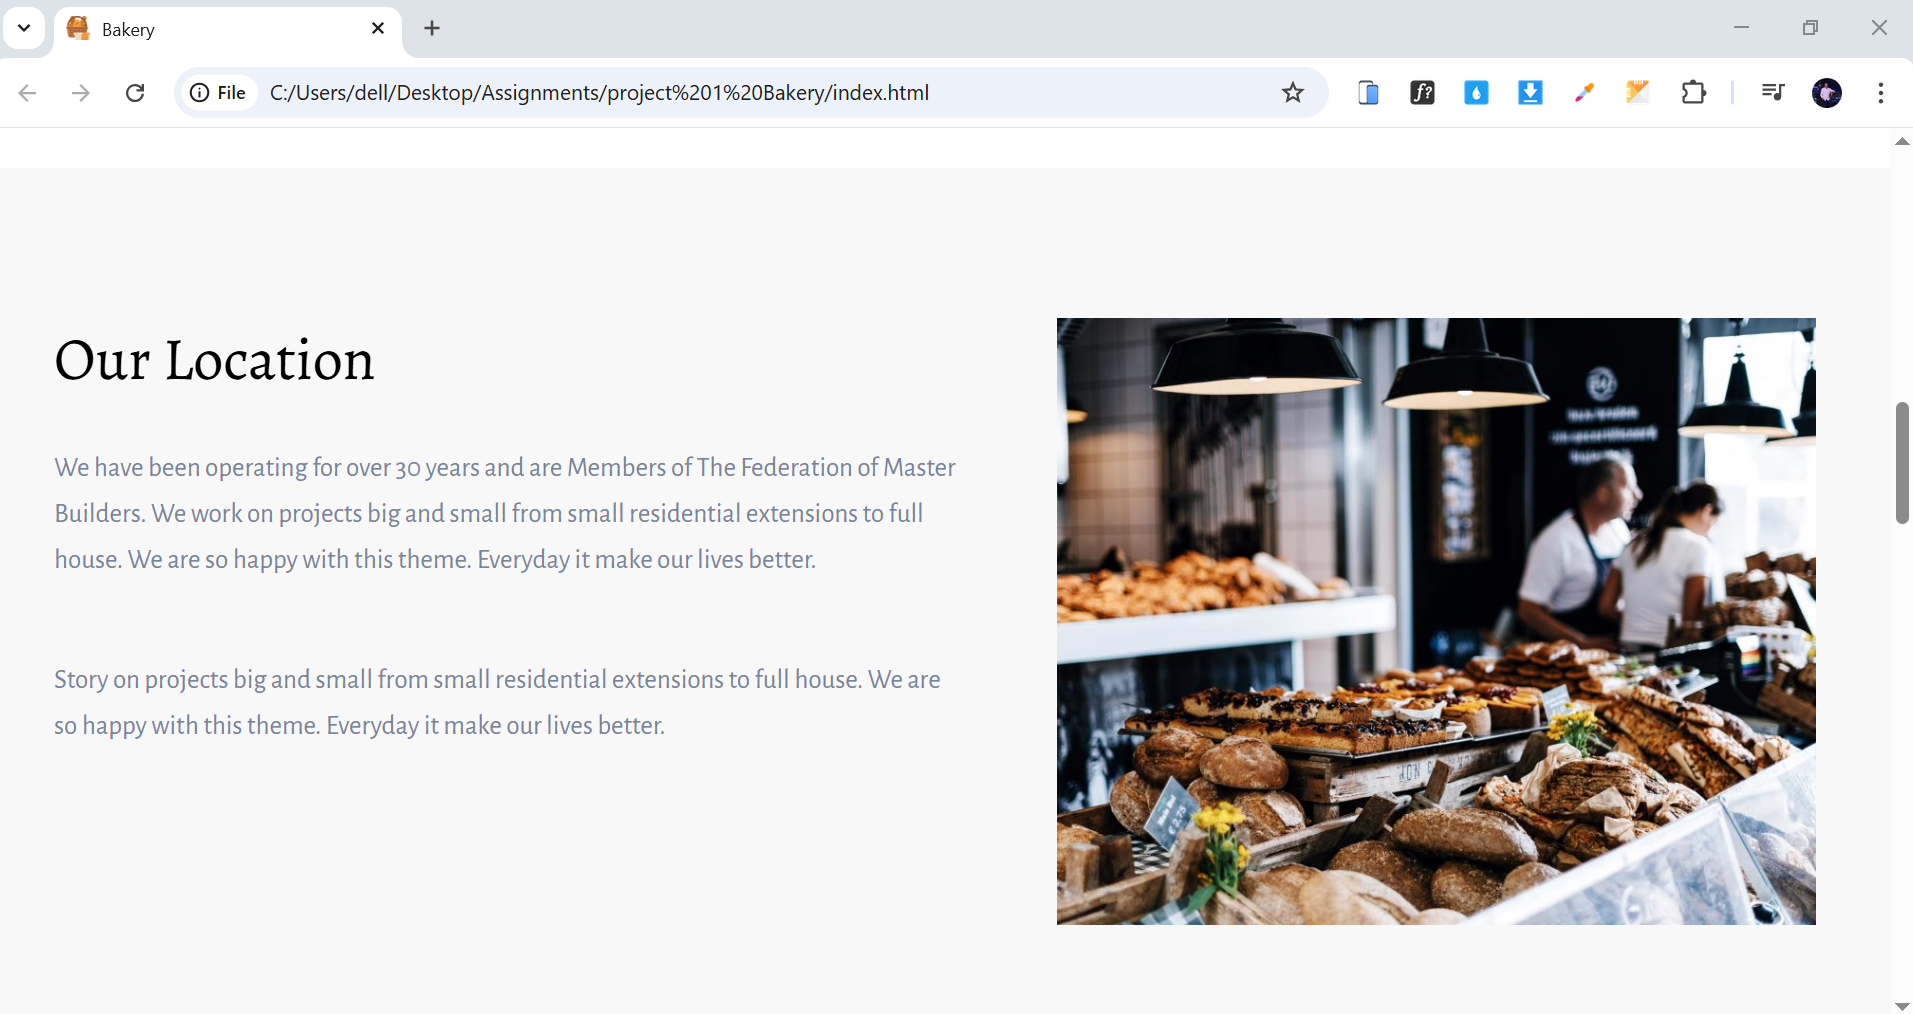 Bakery
File C:/Users/dell/Desktop/Assignments/project%201%20Bakery/index.html
f?
Our Location
We have been operating for over 30 years and are Members of The Federation of Master
Builders. We work on projects big and small from small residential extensions to full
house. We are so happy with this theme. Everyday it make our lives better.
Story on projects big and small from small residential extensions to full house. We are
so happy with this theme. Everyday it make our lives better.
€ 2.75